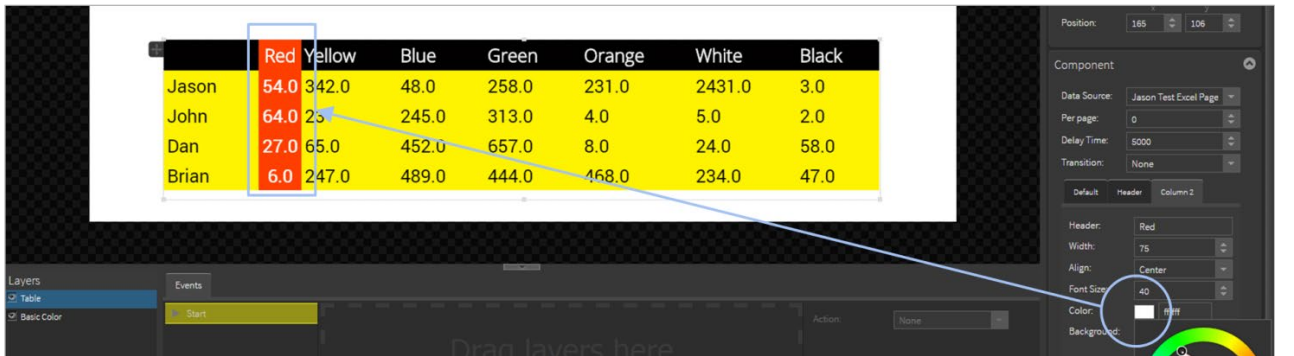 x y
Position: 165 106
Component
Data Source: Jason Test Excel Page
Per page: 0
Delay Time: 5000
Transition: None
Default Header Column 2
Header: Red
Width: 75
Align: Center
Font Size: 40
Color: ffffff
Background:
Red Yellow Blue Green Orange White Black
Jason 54.0 342.0 48.0 258.0 231.0 2431.0 3.0
John 64.0 245.0 313.0 4.0 5.0 2.0
Dan 27.0 65.0 452.0 657.0 8.0 24.0 58.0
Brian 6.0 247.0 489.0 444.0 468.0 234.0 47.0
Layers
Table
Basic Color
Events
Start
Action: None
Drag layers here